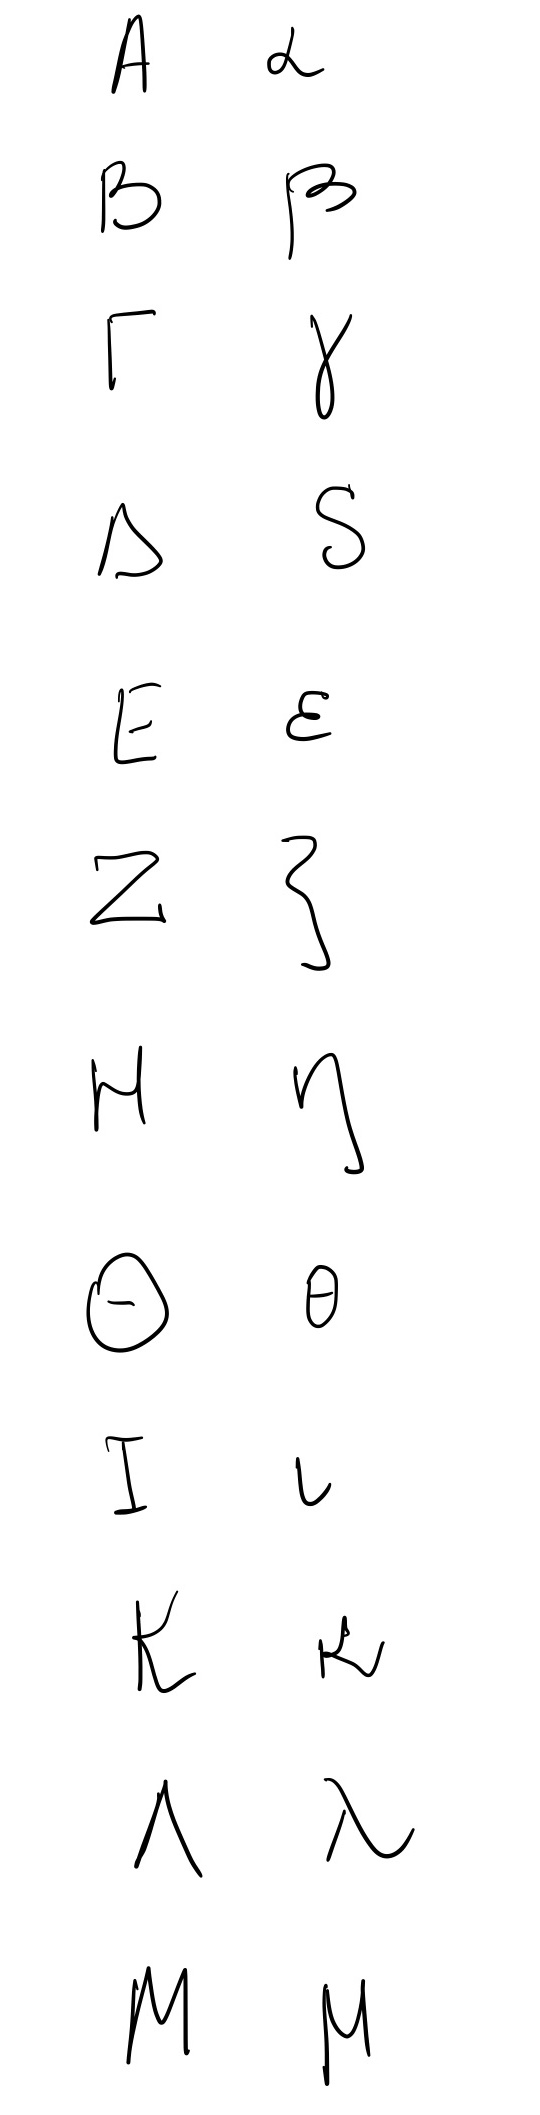 Α α
Β β
Γ γ
Δ δ
Ε ε
Ζ ζ
Η η
Θ θ
Ι ι
Κ κ
Λ λ
Μ μ